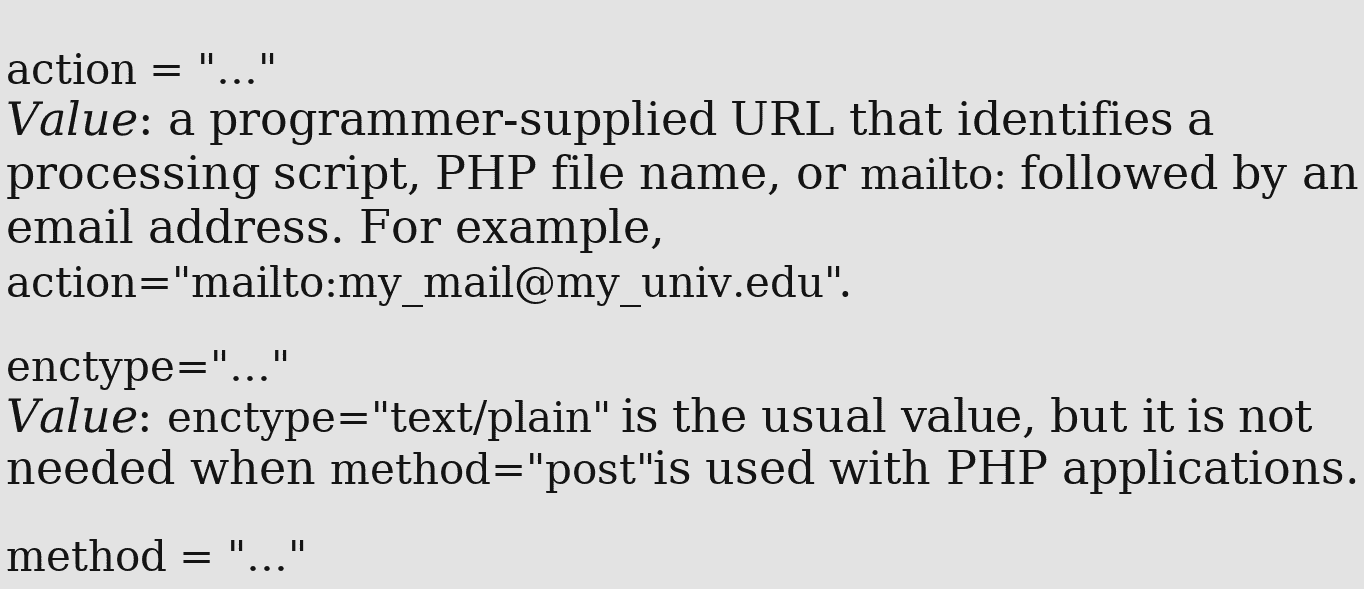 action = "..."
Value: a programmer-supplied URL that identifies a
processing script, PHP file name, or mailto: followed by an
email address. For example,
action="mailto:my_mail@my_univ.edu".
enctype="..."
Value: enctype="text/plain" is the usual value, but it is not
needed when method="post"is used with PHP applications.
method = "..."